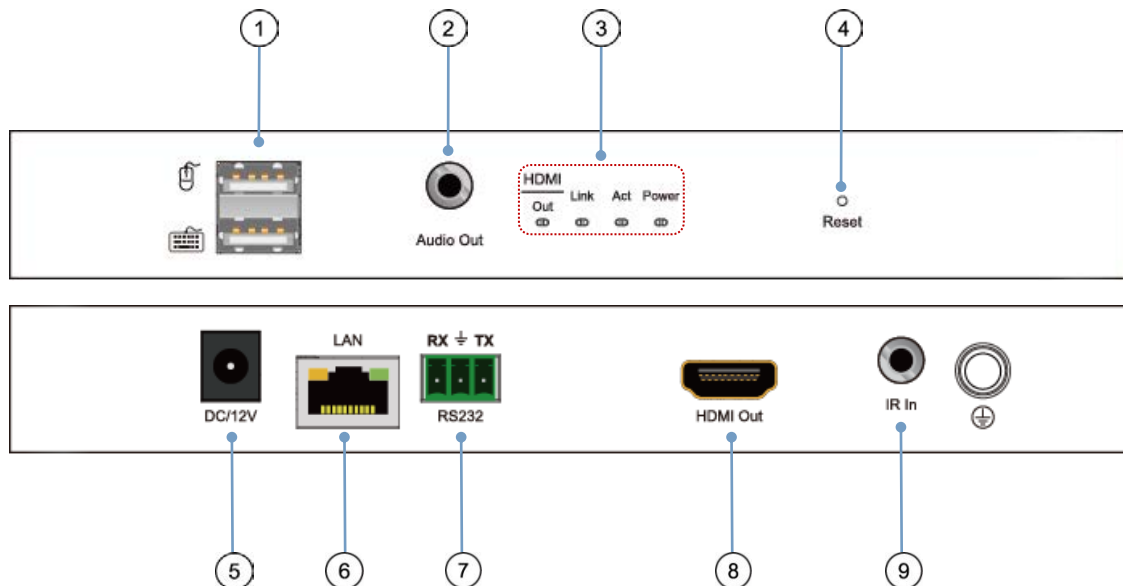 1 2 3 4
HDMI
Out Link Act Power
Audio Out
Reset
LAN
RX TX
DC/12V
RS232
HDMI Out
IR In
5 6 7 8 9